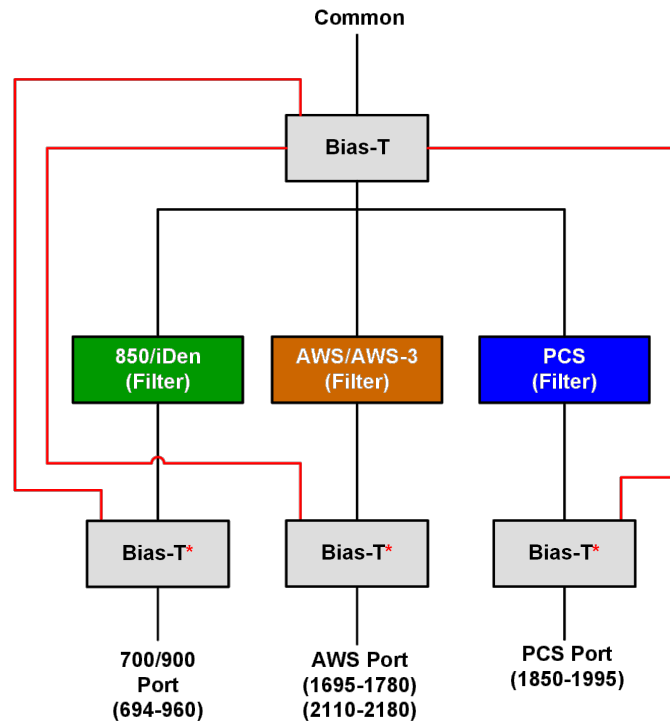 Common
Bias-T
850/iDen
(Filter)
AWS/AWS-3
(Filter)
PCS
(Filter)
Bias-T*
Bias-T*
Bias-T*
700/900
Port
(694-960)
AWS Port
(1695-1780)
(2110-2180)
PCS Port
(1850-1995)